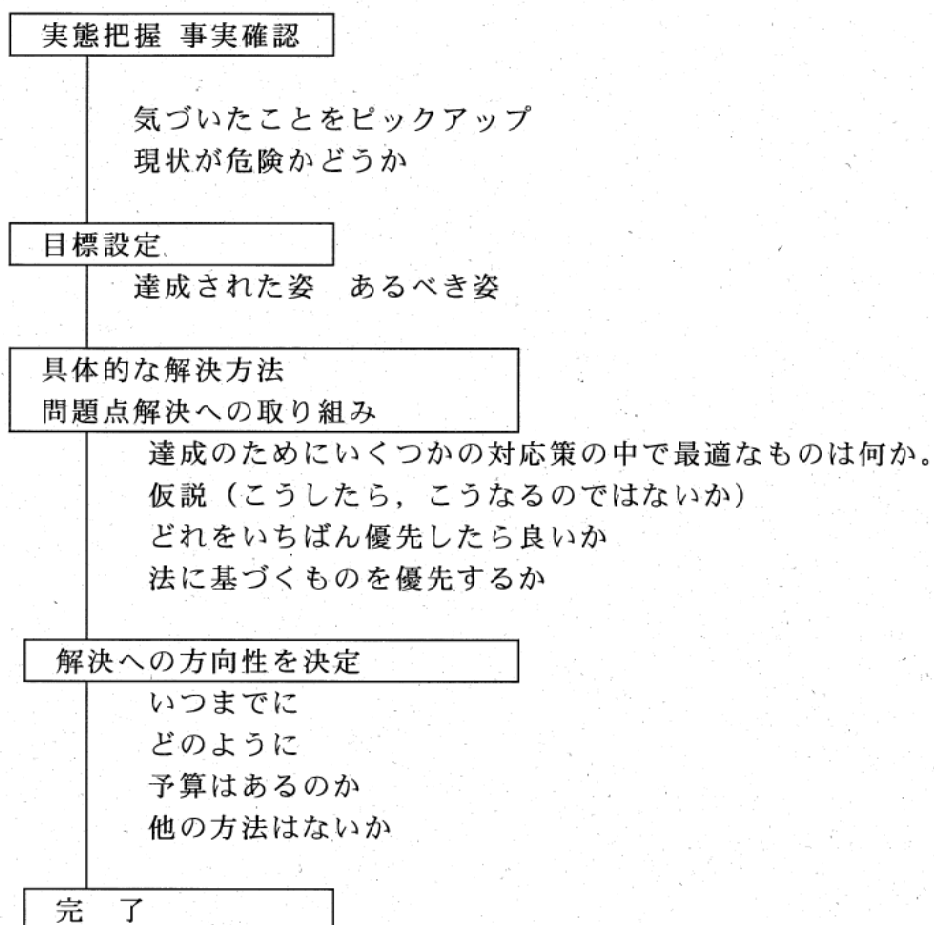 実態把握 事実確認
気づいたことをピックアップ
現状が危険かどうか
目標設定
達成された姿　あるべき姿
具体的な解決方法
問題点解決への取り組み
達成のためにいくつかの対応策の中で最適なものは何か。
仮説（こうしたら，こうなるのではないか）
どれをいちばん優先したら良いか
法に基づくものを優先するか
解決への方向性を決定
いつまでに
どのように
予算はあるのか
他の方法はないか
完　了